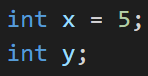 int x = 5;
int y;